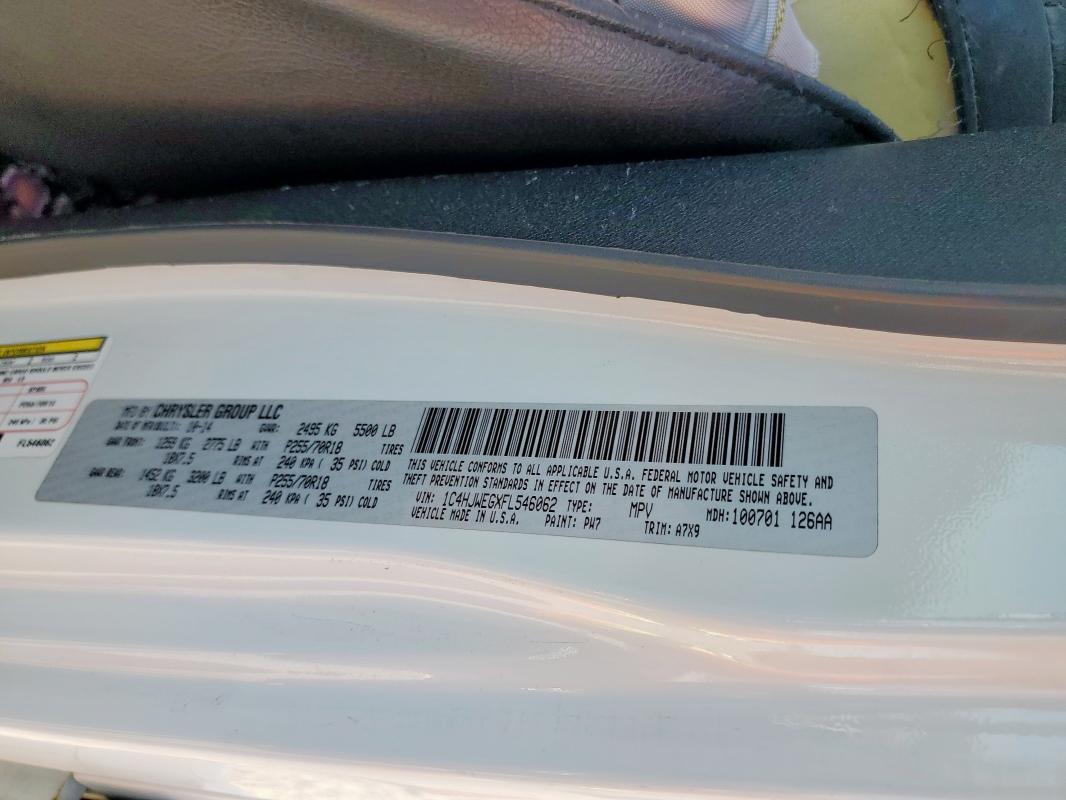 INFORMATION
FL546062
MFD BY: CHRYSLER GROUP LLC
DATE OF MFR: 10-14 GVWR: 2495 KG 5500 LB
GAWR FRONT: 1259 KG 2775 LB WITH P255/70R18 TIRES
18X7.5 RIMS AT 240 KPA ( 35 PSI) COLD
GAWR REAR: 1452 KG 3200 LB WITH P255/70R18 TIRES
18X7.5 RIMS AT 240 KPA ( 35 PSI) COLD
THIS VEHICLE CONFORMS TO ALL APPLICABLE U.S.A. FEDERAL MOTOR VEHICLE SAFETY AND
THEFT PREVENTION STANDARDS IN EFFECT ON THE DATE OF MANUFACTURE SHOWN ABOVE.
VIN: 1C4HJWEGXFL546062 TYPE: MPV MDH: 100701 126AA
VEHICLE MADE IN U.S.A. PAINT: PW7 TRIM: A7X9